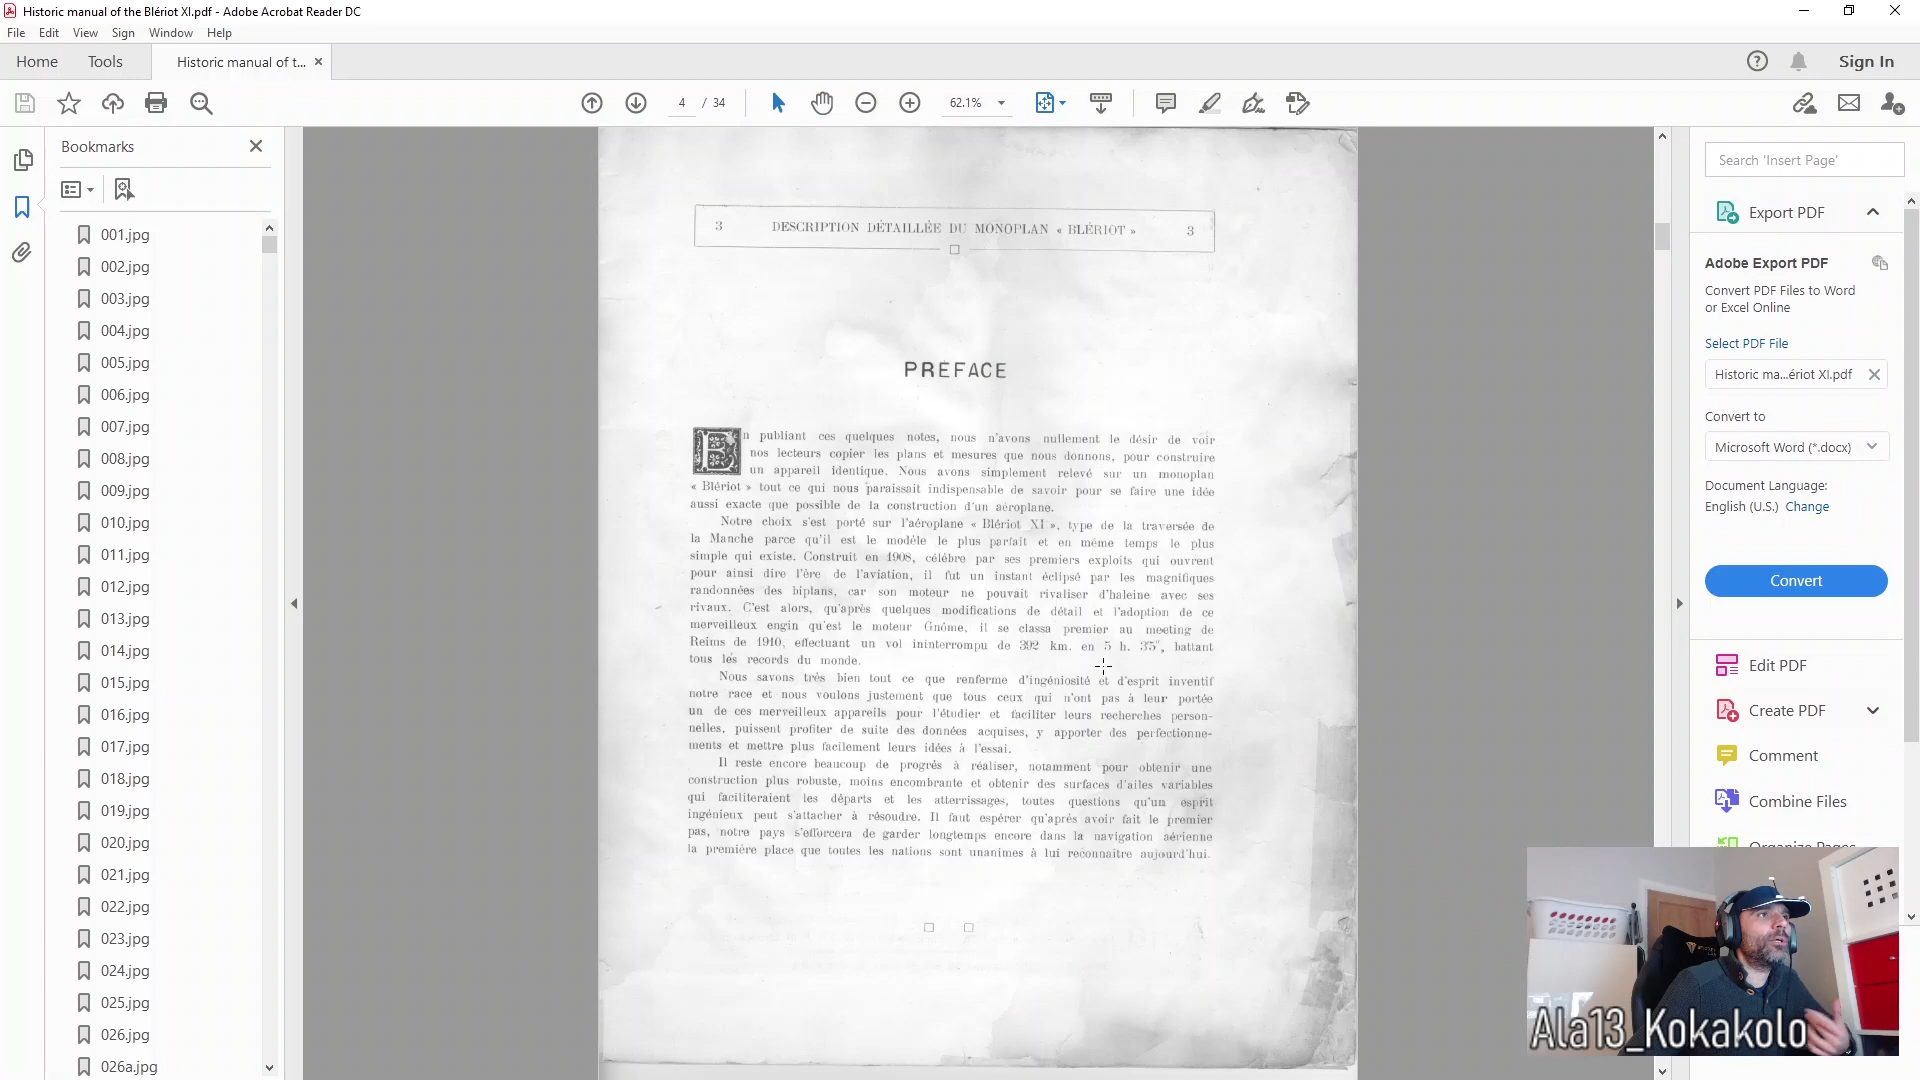 Historic manual of the Blériot XI.pdf - Adobe Acrobat Reader DC
File Edit View Sign Window Help
Home Tools Historic manual of t... Sign In
4 / 34 62.1%
Bookmarks
001.jpg
002.jpg
003.jpg
004.jpg
005.jpg
006.jpg
007.jpg
008.jpg
009.jpg
010.jpg
011.jpg
012.jpg
013.jpg
014.jpg
015.jpg
016.jpg
017.jpg
018.jpg
019.jpg
020.jpg
021.jpg
022.jpg
023.jpg
024.jpg
025.jpg
026.jpg
026a.jpg
3 DESCRIPTION DÉTAILLÉE DU MONOPLAN « BLÉRIOT » 3
PRÉFACE
En publiant ces quelques notes, nous n'avons nullement le désir de voir
nos lecteurs copier les plans et mesures que nous donnons, pour construire
un appareil identique. Nous avons simplement relevé sur un monoplan
« Blériot » tout ce qui nous paraissait indispensable de savoir pour se faire une idée
aussi exacte que possible de la construction d'un aéroplane.
Notre choix s'est porté sur l'aéroplane « Blériot XI », type de la traversée de
la Manche parce qu'il est le modèle le plus parfait et en même temps le plus
simple qui existe. Construit en 1908, célèbre par ses premiers exploits qui ouvrent
pour ainsi dire l'ère de l'aviation, il fut un instant éclipsé par les magnifiques
randonnées des biplans, car son moteur ne pouvait rivaliser d'haleine avec ses
rivaux. C'est alors, qu'après quelques modifications de détail et l'adoption de ce
merveilleux engin qu'est le moteur Gnôme, il se classa premier au meeting de
Reims de 1910, effectuant un vol ininterrompu de 392 km. en 5 h. 35", battant
tous les records du monde.
Nous savons très bien tout ce que renferme d'ingéniosité et d'esprit inventif
notre race et nous voulons justement que tous ceux qui n'ont pas à leur portée
un de ces merveilleux appareils pour l'étudier et faciliter leurs recherches person-
nelles, puissent profiter de suite des données acquises, y apporter des perfectionne-
ments et mettre plus facilement leurs idées à l'essai.
Il reste encore beaucoup de progrès à réaliser, notamment pour obtenir une
construction plus robuste, moins encombrante et obtenir des surfaces d'ailes variables
qui faciliteraient les départs et les atterrissages, toutes questions qu'un esprit
ingénieux peut s'attacher à résoudre. Il faut espérer qu'après avoir fait le premier
pas, notre pays s'efforcera de garder longtemps encore dans la navigation aérienne
la première place que toutes les nations sont unanimes à lui reconnaitre aujourd'hui.
Search 'Insert Page'
Export PDF
Adobe Export PDF
Convert PDF Files to Word
or Excel Online
Select PDF File
Historic ma...ériot XI.pdf
Convert to
Microsoft Word (*.docx)
Document Language:
English (U.S.) Change
Convert
Edit PDF
Create PDF
Comment
Combine Files
Organize Pages
Ala13_Kokakolo